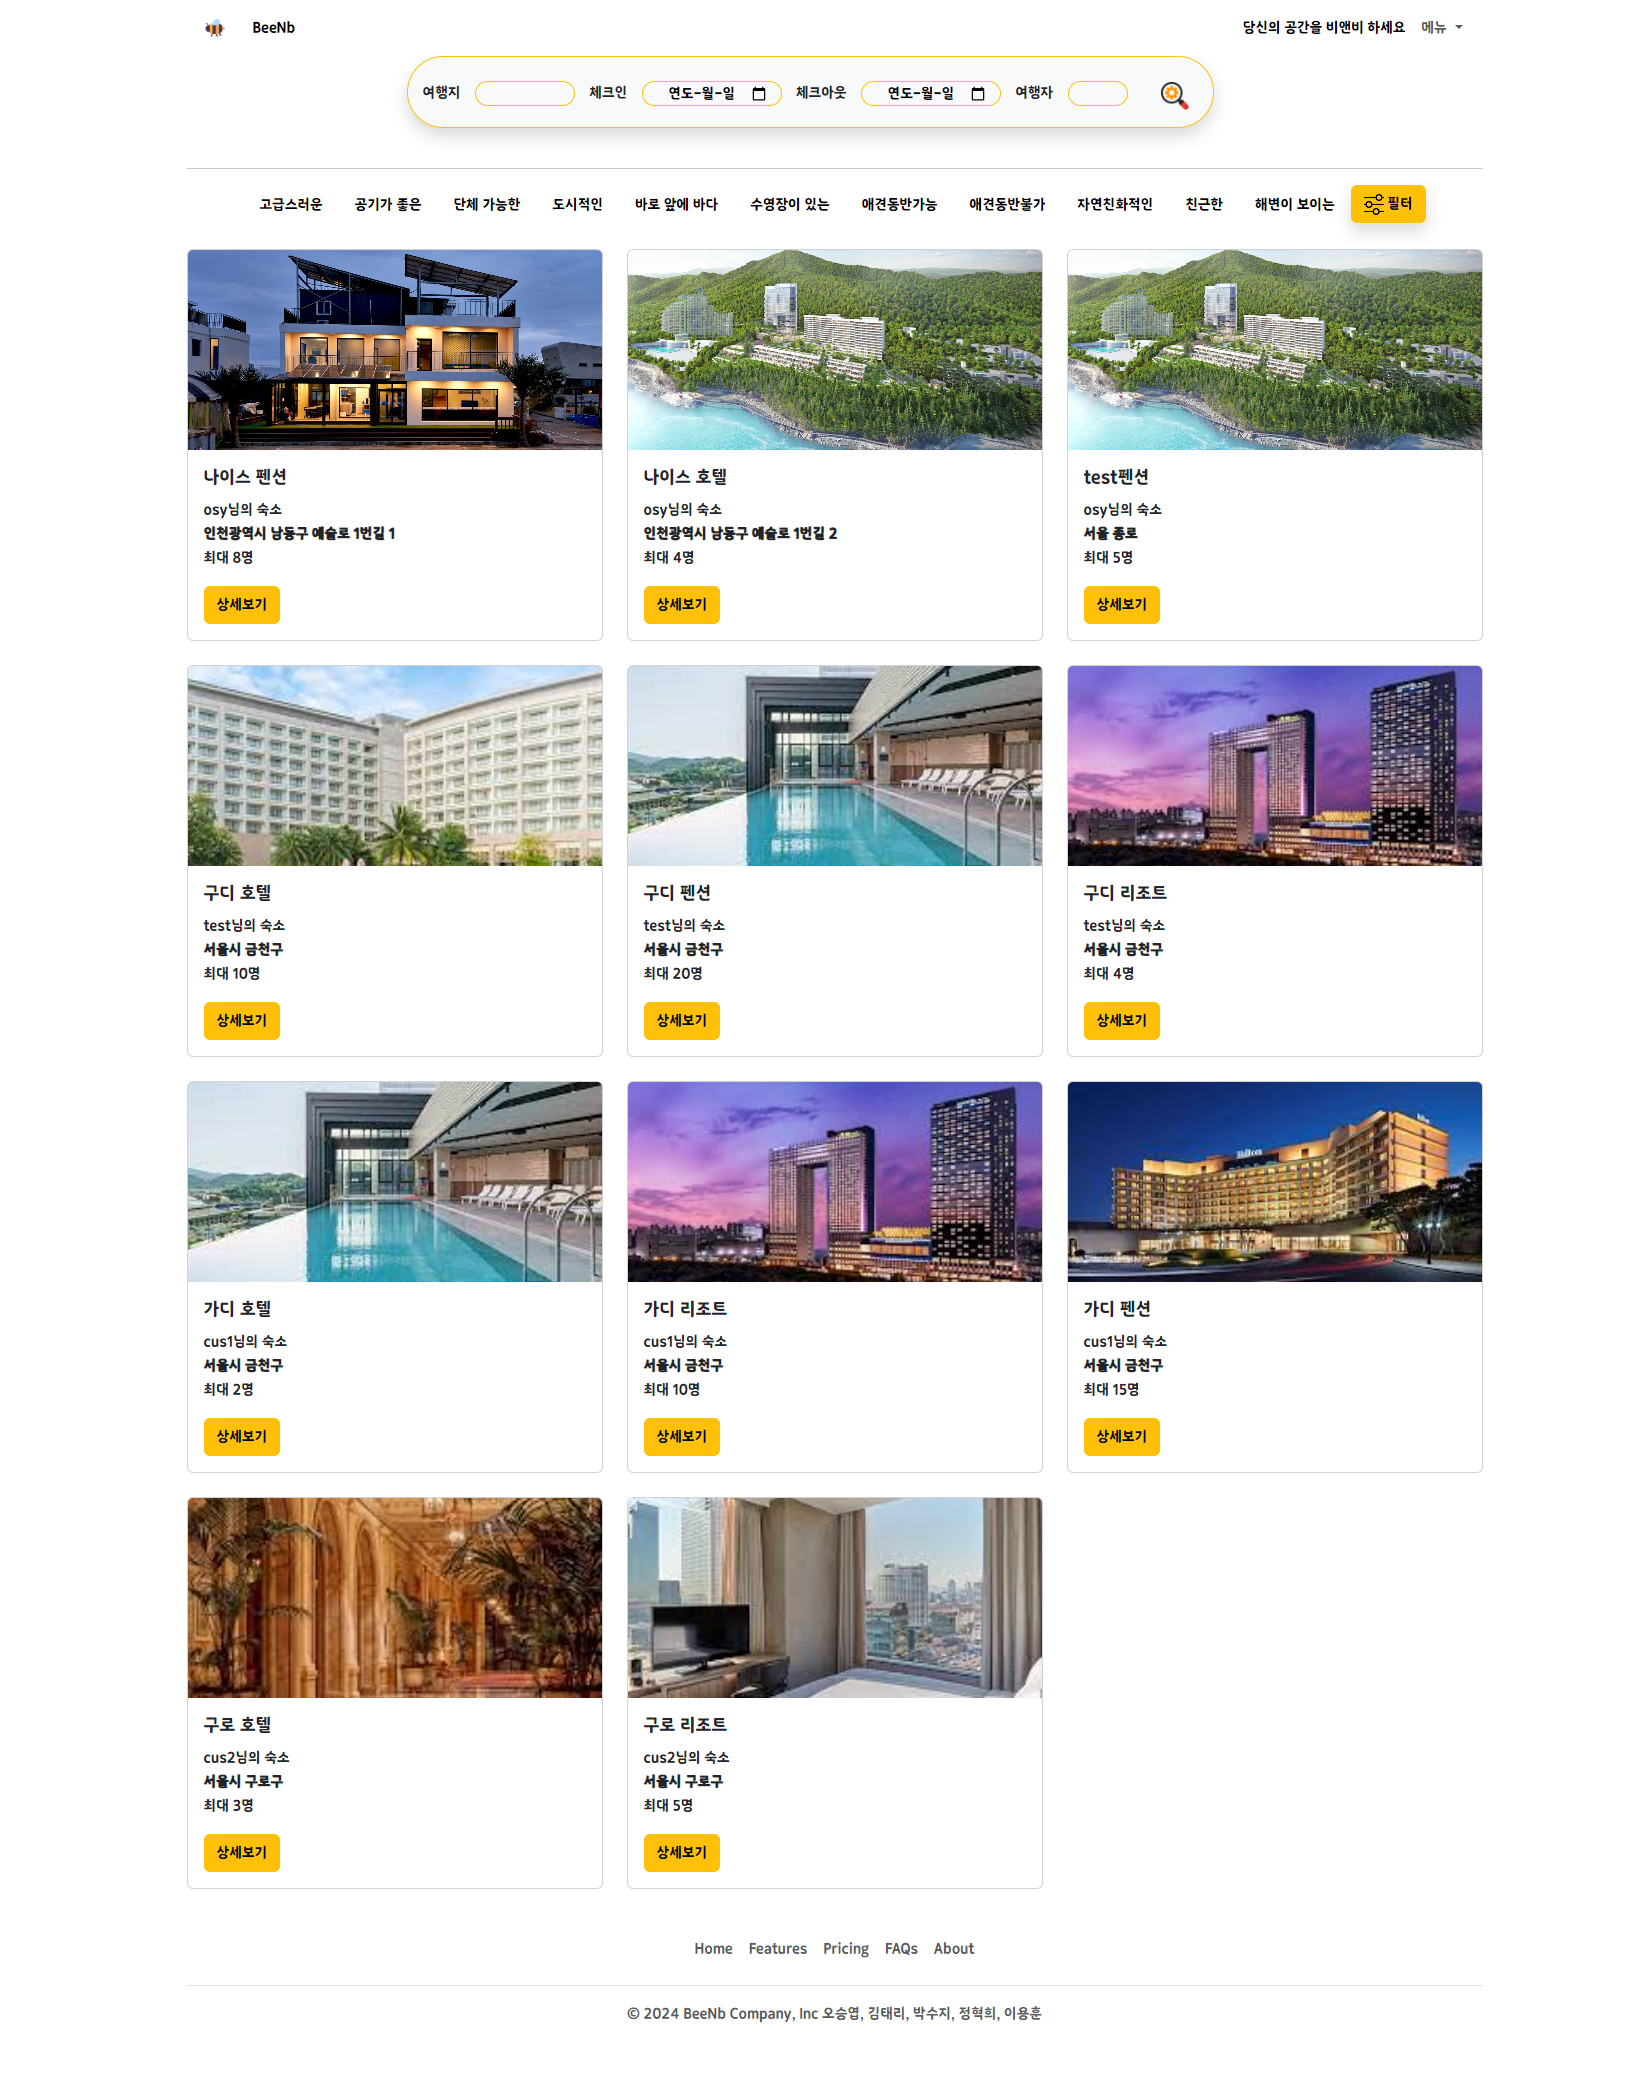 BeeNb
당신의 공간을 비앤비 하세요 메뉴
여행지 체크인 연도-월-일 체크아웃 연도-월-일 여행자
고급스러운 공기가 좋은 단체 가능한 도시적인 바로 앞에 바다 수영장이 있는 애견동반가능 애견동반불가 자연친화적인 친근한 해변이 보이는 필터
나이스 펜션
osy님의 숙소
인천광역시 남동구 예술로 1번길 1
최대 8명
상세보기
나이스 호텔
osy님의 숙소
인천광역시 남동구 예술로 1번길 2
최대 4명
상세보기
test펜션
osy님의 숙소
서울 종로
최대 5명
상세보기
구디 호텔
test님의 숙소
서울시 금천구
최대 10명
상세보기
구디 펜션
test님의 숙소
서울시 금천구
최대 20명
상세보기
구디 리조트
test님의 숙소
서울시 금천구
최대 4명
상세보기
가디 호텔
cus1님의 숙소
서울시 금천구
최대 2명
상세보기
가디 리조트
cus1님의 숙소
서울시 금천구
최대 10명
상세보기
Hilton
가디 펜션
cus1님의 숙소
서울시 금천구
최대 15명
상세보기
구로 호텔
cus2님의 숙소
서울시 구로구
최대 3명
상세보기
구로 리조트
cus2님의 숙소
서울시 구로구
최대 5명
상세보기
Home Features Pricing FAQs About
© 2024 BeeNb Company, Inc 오승엽, 김태리, 박수지, 정혁희, 이용훈